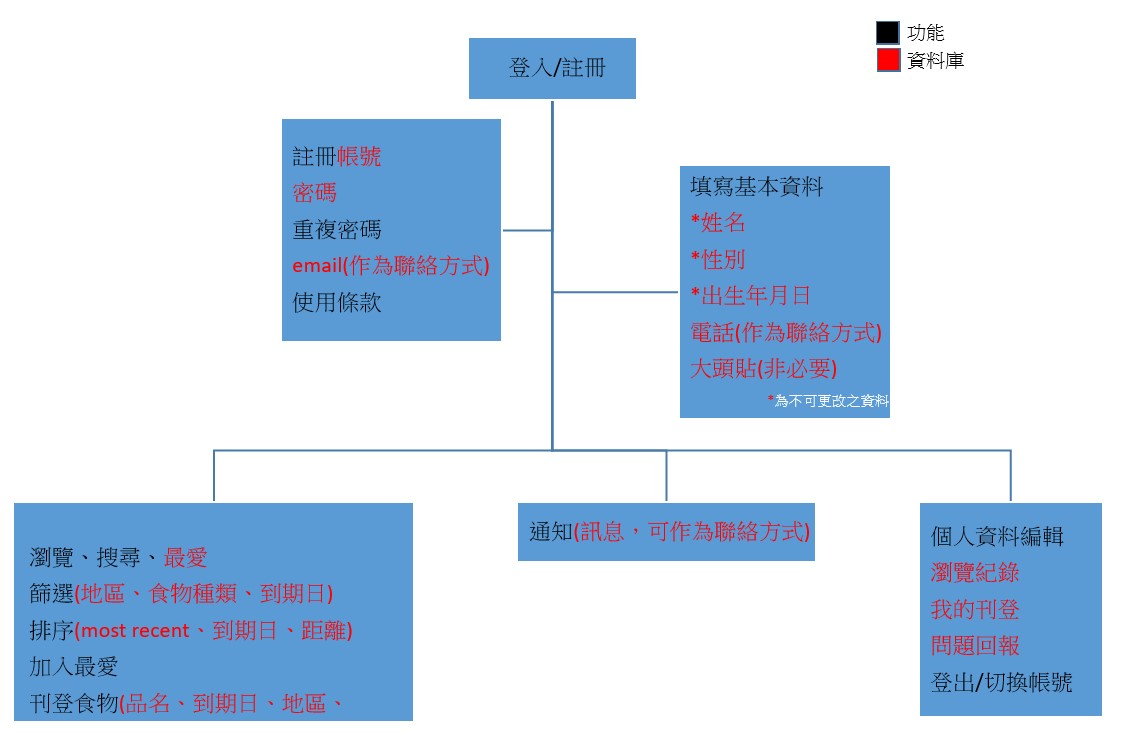 功能
資料庫
登入/註冊
註冊帳號
密碼
重複密碼
email(作為聯絡方式)
使用條款
填寫基本資料
*姓名
*性別
*出生年月日
電話(作為聯絡方式)
大頭貼(非必要)
*為不可更改之資料
瀏覽、搜尋、最愛
篩選(地區、食物種類、到期日)
排序(most recent、到期日、距離)
加入最愛
刊登食物(品名、到期日、地區、
通知(訊息，可作為聯絡方式)
個人資料編輯
瀏覽紀錄
我的刊登
問題回報
登出/切換帳號